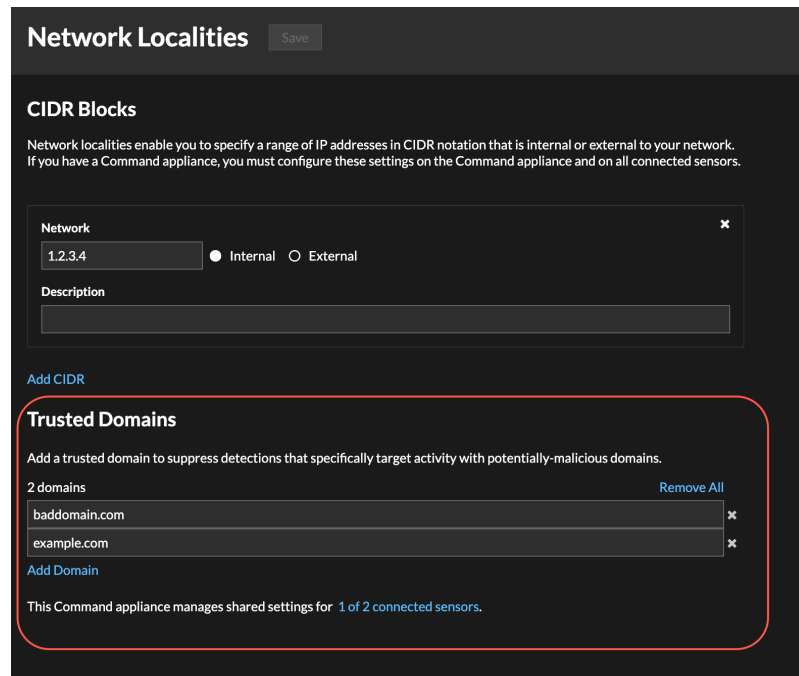 Network Localities Save
CIDR Blocks
Network localities enable you to specify a range of IP addresses in CIDR notation that is internal or external to your network.
If you have a Command appliance, you must configure these settings on the Command appliance and on all connected sensors.
Network
1.2.3.4 Internal External
Description
Add CIDR
Trusted Domains
Add a trusted domain to suppress detections that specifically target activity with potentially-malicious domains.
2 domains Remove All
baddomain.com
example.com
Add Domain
This Command appliance manages shared settings for 1 of 2 connected sensors.